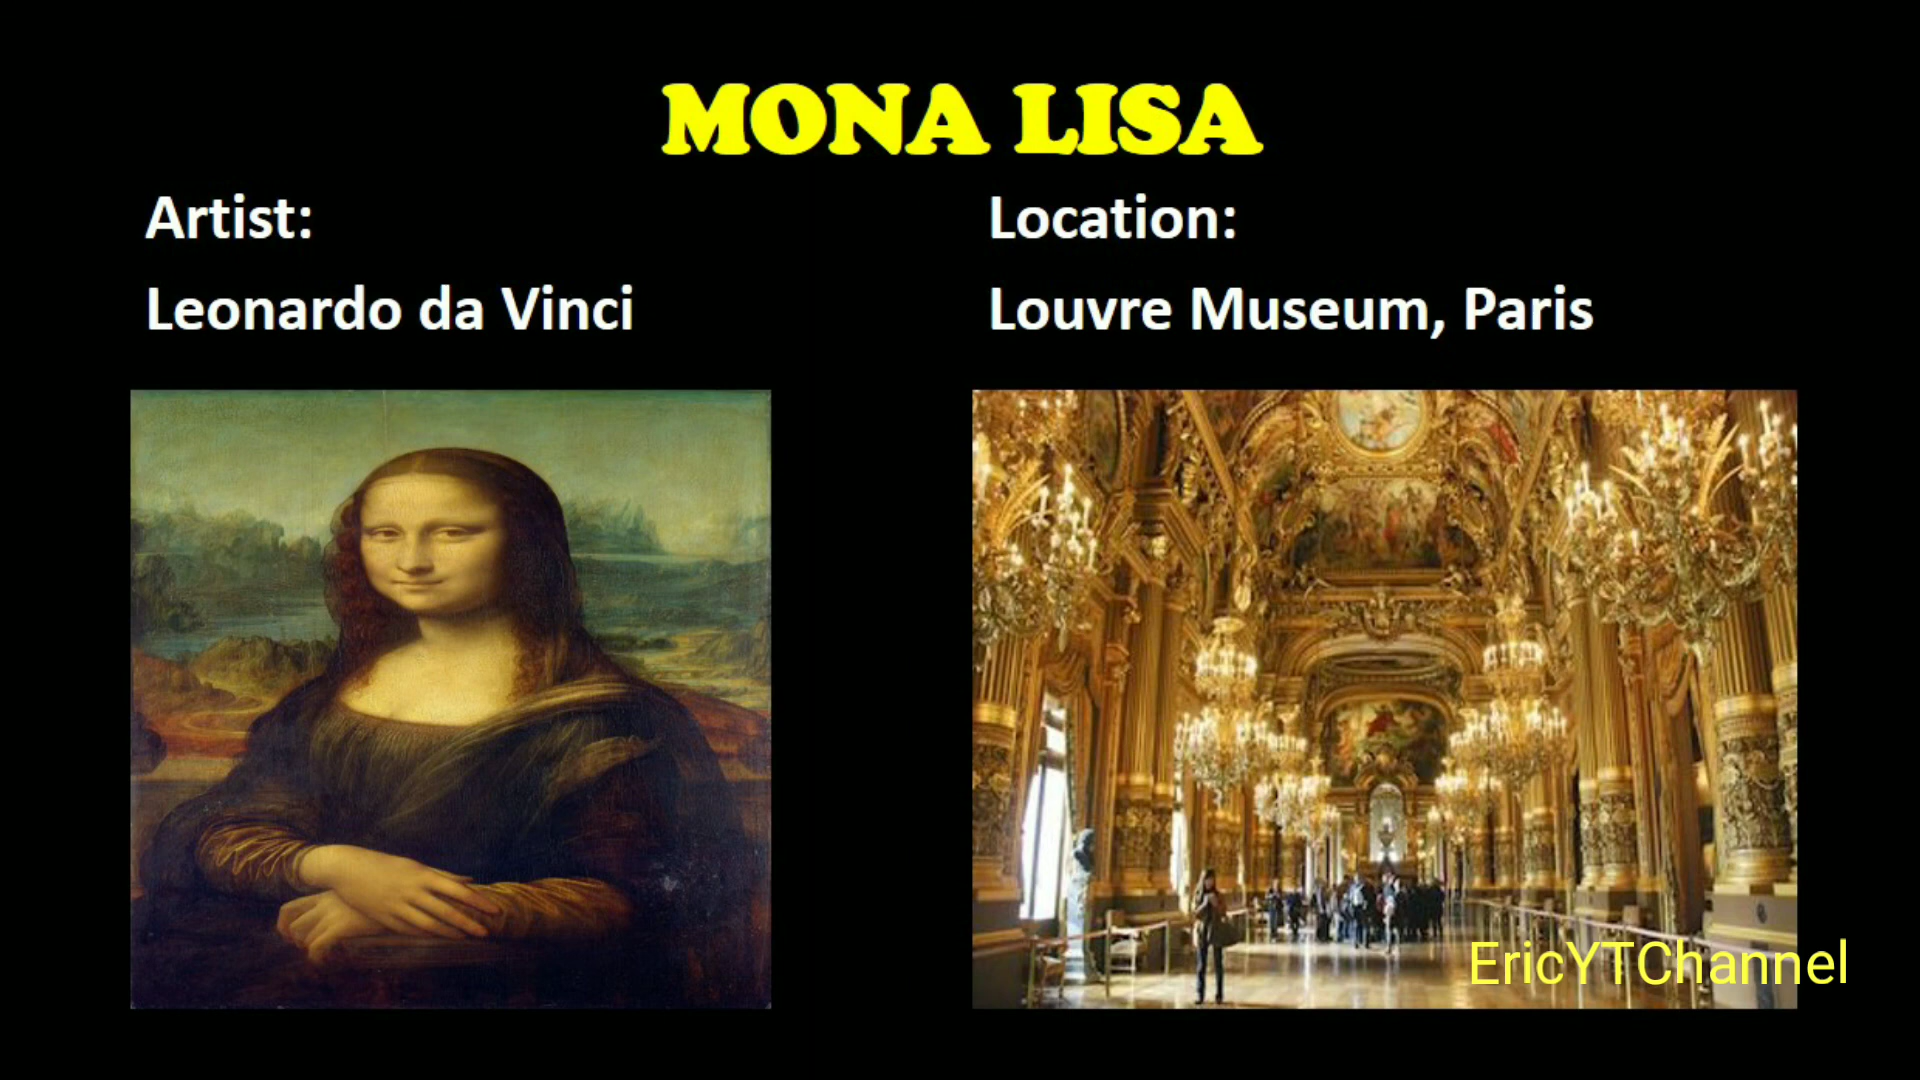 MONA LISA
Artist:
Leonardo da Vinci
Location:
Louvre Museum, Paris
EricYTChannel